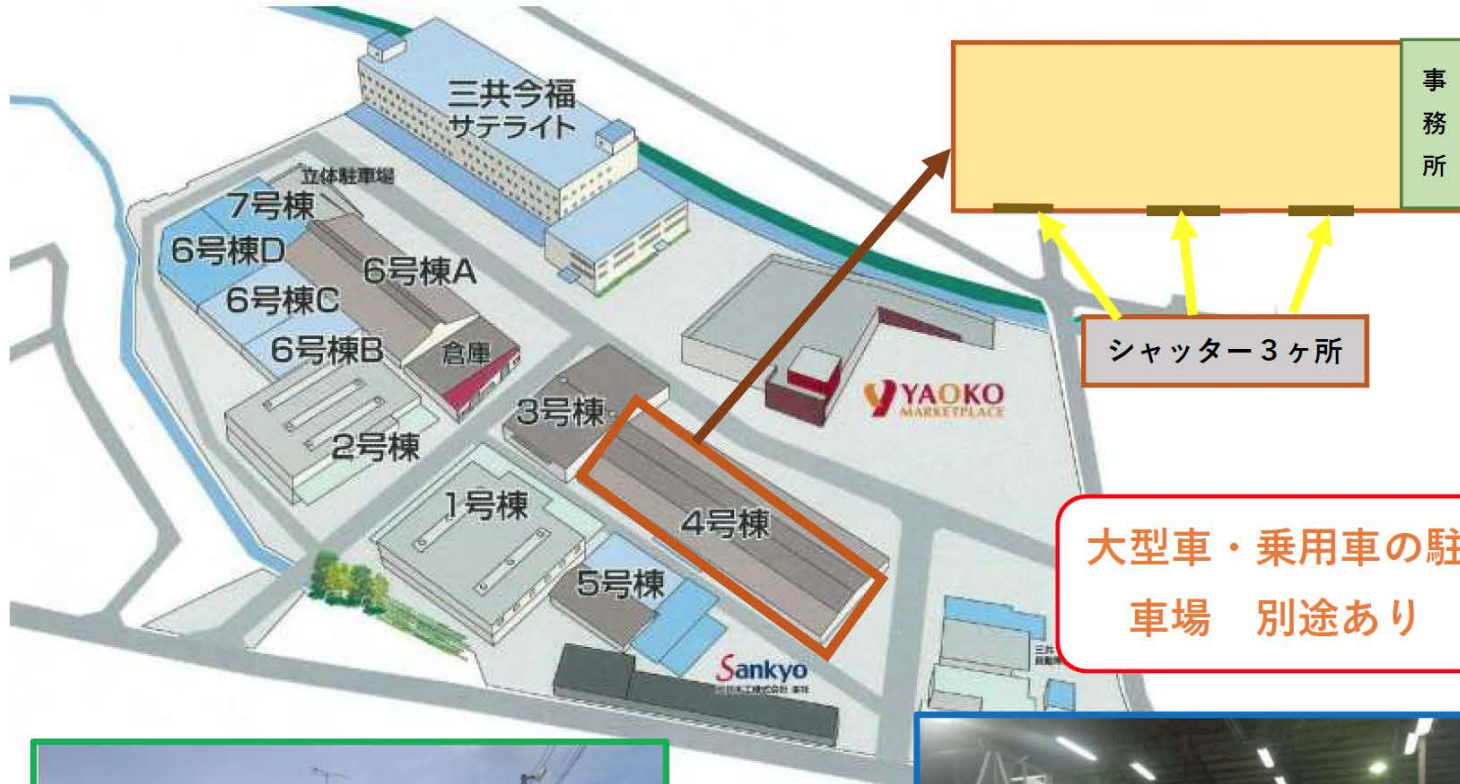 三共今福
サテライト
立体駐車場
7号棟
6号棟D
6号棟A
6号棟C
6号棟B
倉庫
2号棟
3号棟
1号棟
4号棟
5号棟
YAOKO
MARKETPLACE
Sankyo
事務所
シャッター3ヶ所
大型車・乗用車の駐
車場 別途あり